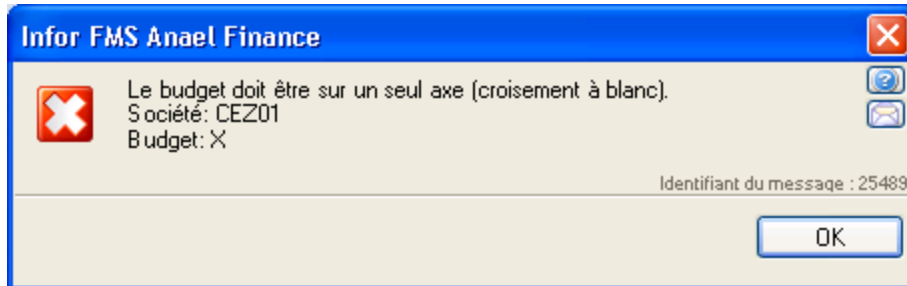 Infor FMS Anael Finance
Le budget doit être sur un seul axe (croisement à blanc).
Société: CEZ01
Budget: X
Identifiant du message : 25489
OK